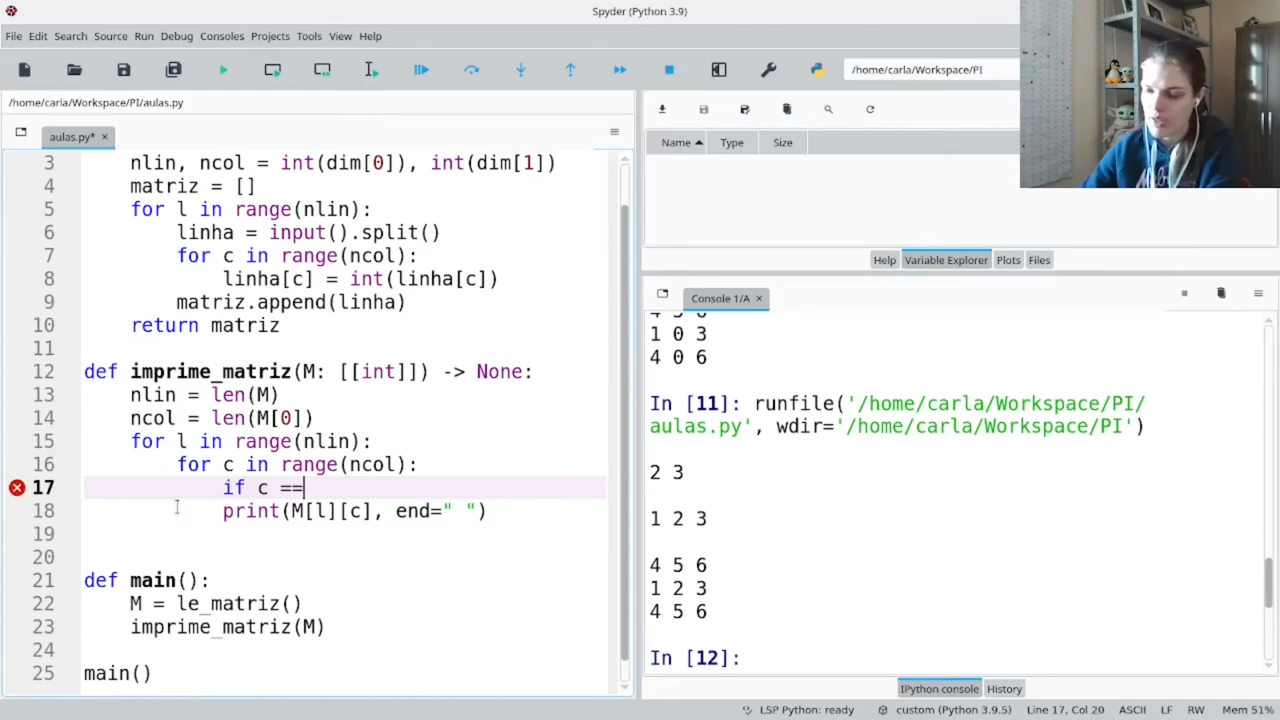 Spyder (Python 3.9)
File Edit Search Source Run Debug Consoles Projects Tools View Help
/home/carla/Workspace/PI
/home/carla/Workspace/PI/aulas.py
aulas.py*
3 nlin, ncol = int(dim[0]), int(dim[1])
4 matriz = []
5 for l in range(nlin):
6 linha = input().split()
7 for c in range(ncol):
8 linha[c] = int(linha[c])
9 matriz.append(linha)
10 return matriz
11
12 def imprime_matriz(M: [[int]]) -> None:
13 nlin = len(M)
14 ncol = len(M[0])
15 for l in range(nlin):
16 for c in range(ncol):
17 if c ==
18 print(M[l][c], end=" ")
19
20
21 def main():
22 M = le_matriz()
23 imprime_matriz(M)
24
25 main()
Name Type Size
Help Variable Explorer Plots Files
Console 1/A
4 5 6
1 0 3
4 0 6
In [11]: runfile('/home/carla/Workspace/PI/
aulas.py', wdir='/home/carla/Workspace/PI')
2 3
1 2 3
4 5 6
1 2 3
4 5 6
In [12]:
IPython console History
LSP Python: ready custom (Python 3.9.5) Line 17, Col 20 ASCII LF RW Mem 51%